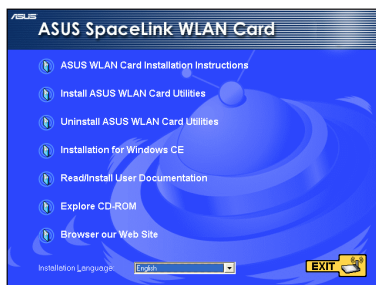 ASUS
ASUS SpaceLink WLAN Card
ASUS WLAN Card Installation Instructions
Install ASUS WLAN Card Utilities
Uninstall ASUS WLAN Card Utilities
Installation for Windows CE
Read/Install User Documentation
Explore CD-ROM
Browser our Web Site
Installation Language: English
EXIT